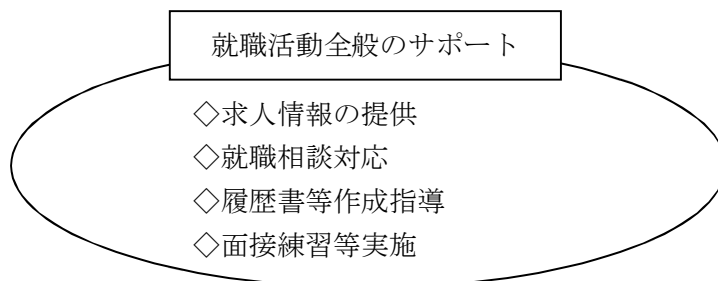 就職活動全般のサポート
◇求人情報の提供
◇就職相談対応
◇履歴書等作成指導
◇面接練習等実施